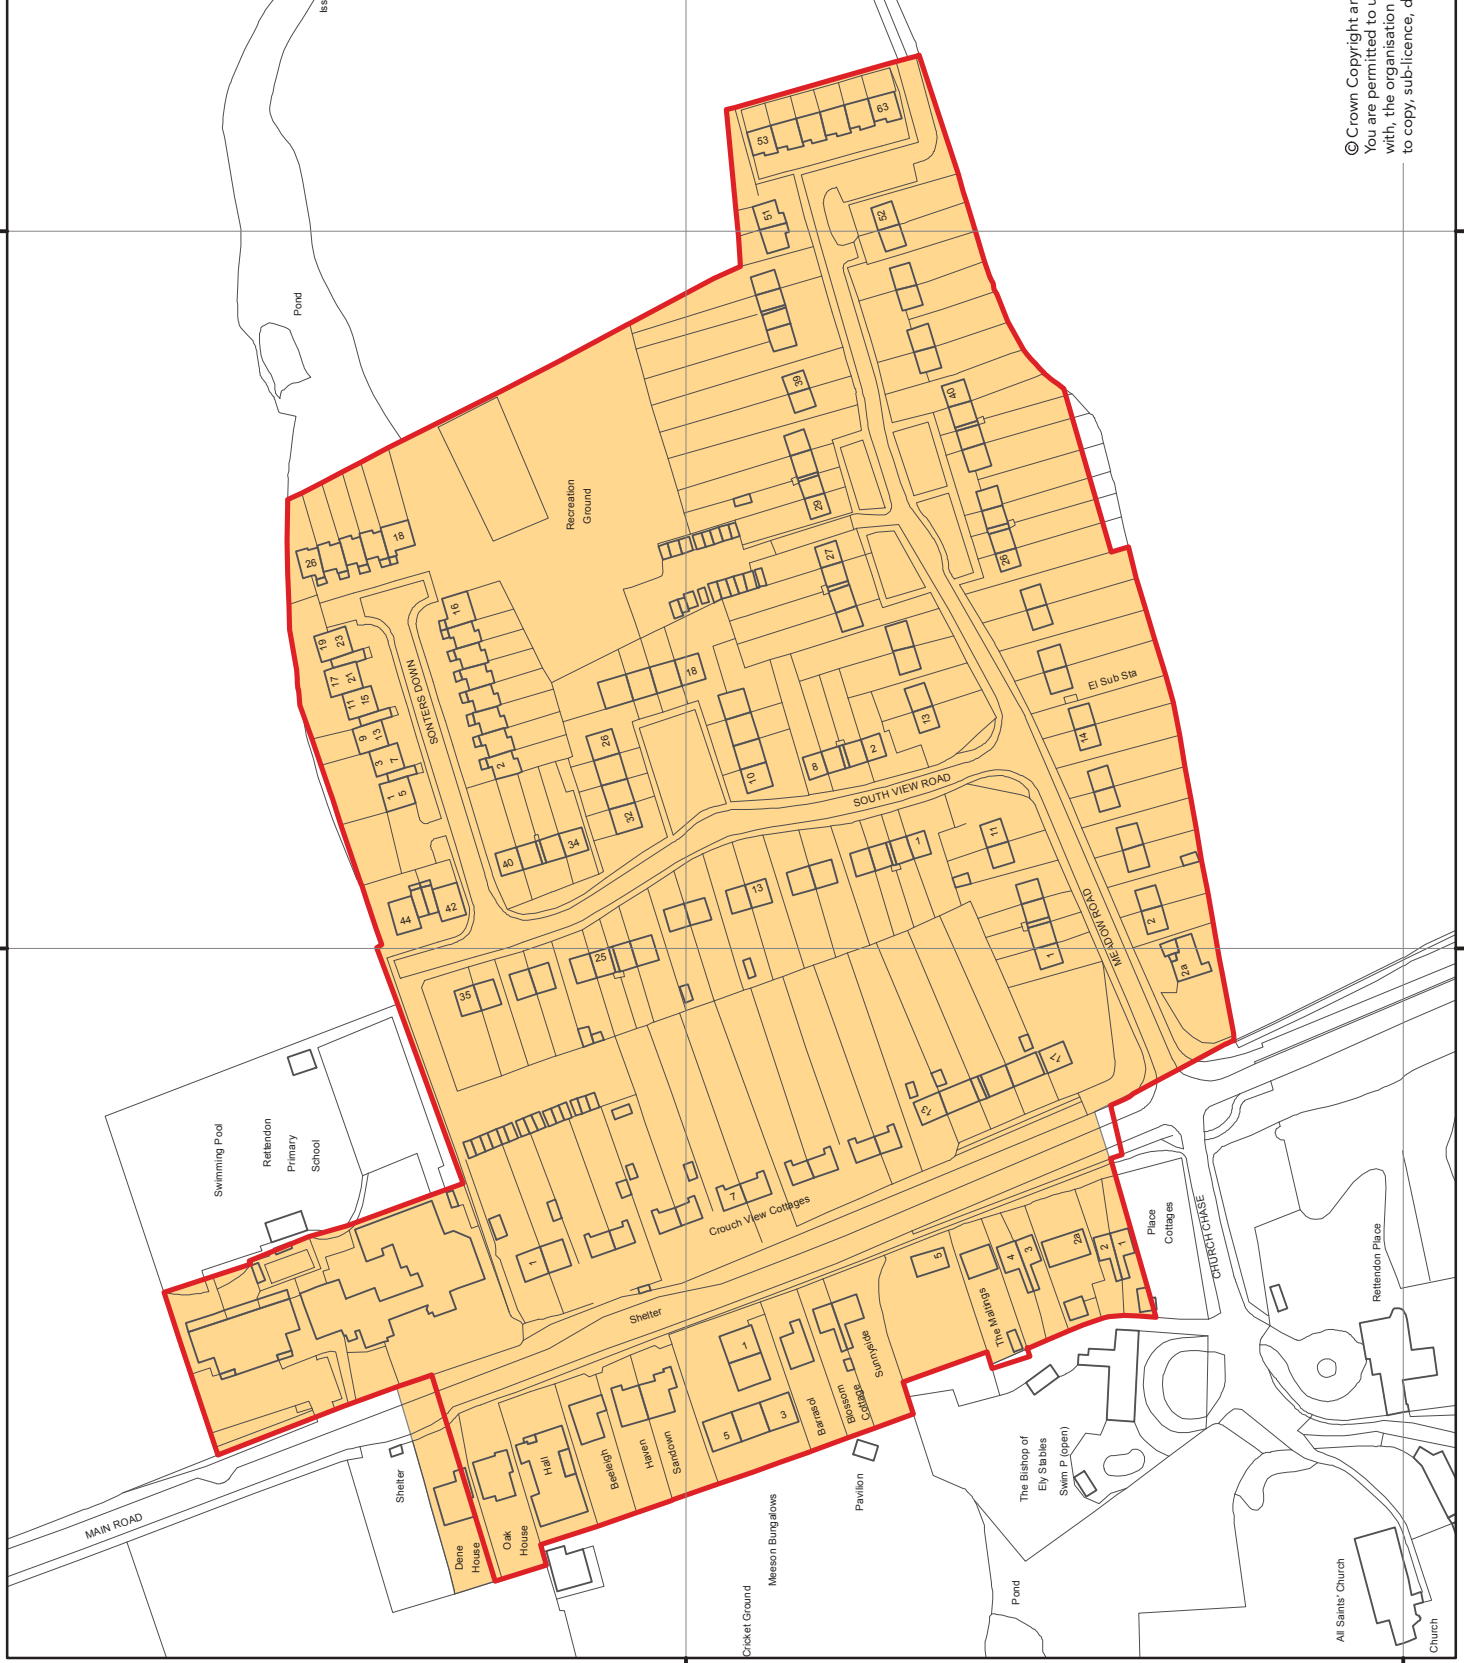 Iss
© Crown Copyright an
You are permitted to u
with, the organisation
to copy, sub-licence, d
63
53
51
52
Pond
39
40
29
26
27
Recreation
Ground
18
26
16
19
23
17
21
11
15
9
13
3
7
1
5
SONTERS DOWN
2
18
26
32
10
8
2
13
El Sub Sta
14
SOUTH VIEW ROAD
40
34
44
42
13
1
11
1
2
2a
MEADOW ROAD
35
25
Swimming Pool
Rettendon
Primary
School
13
17
7
Crouch View Cottages
1
Shelter
5
The Maltings
4
3
2a
2
1
Place
Cottages
CHURCH CHASE
Rettendon Place
1
3
5
Barrasol
Blossom
Cottage
Sunnyside
Sandown
Haven
Beeleigh
Hall
Oak
House
Dene
House
Shelter
MAIN ROAD
Pavilion
The Bishop of
Ely Stables
Swim P (open)
Meeson Bungalows
Cricket Ground
Pond
All Saints' Church
Church